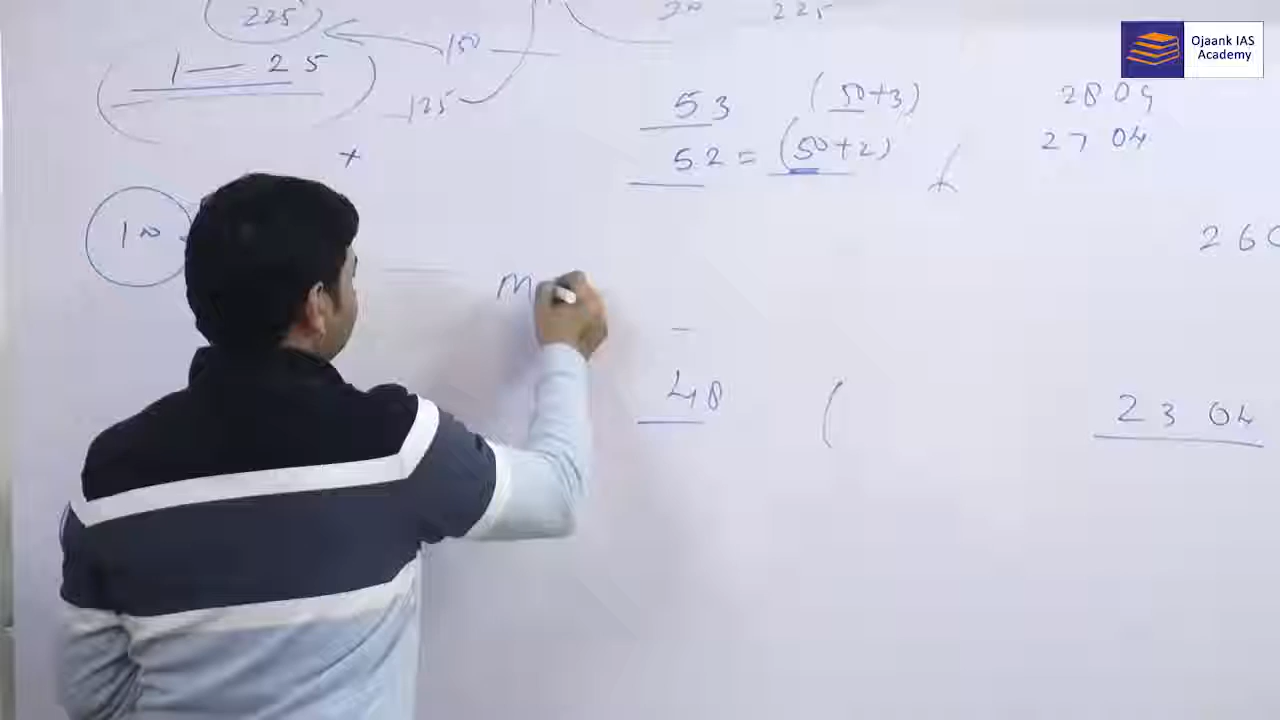 225
20 225
150
1 — 25
125
53 (50+3) 2809
52 = (50+2) 2704
+
100
260
M
48 ( 2304
Ojaank IAS
Academy